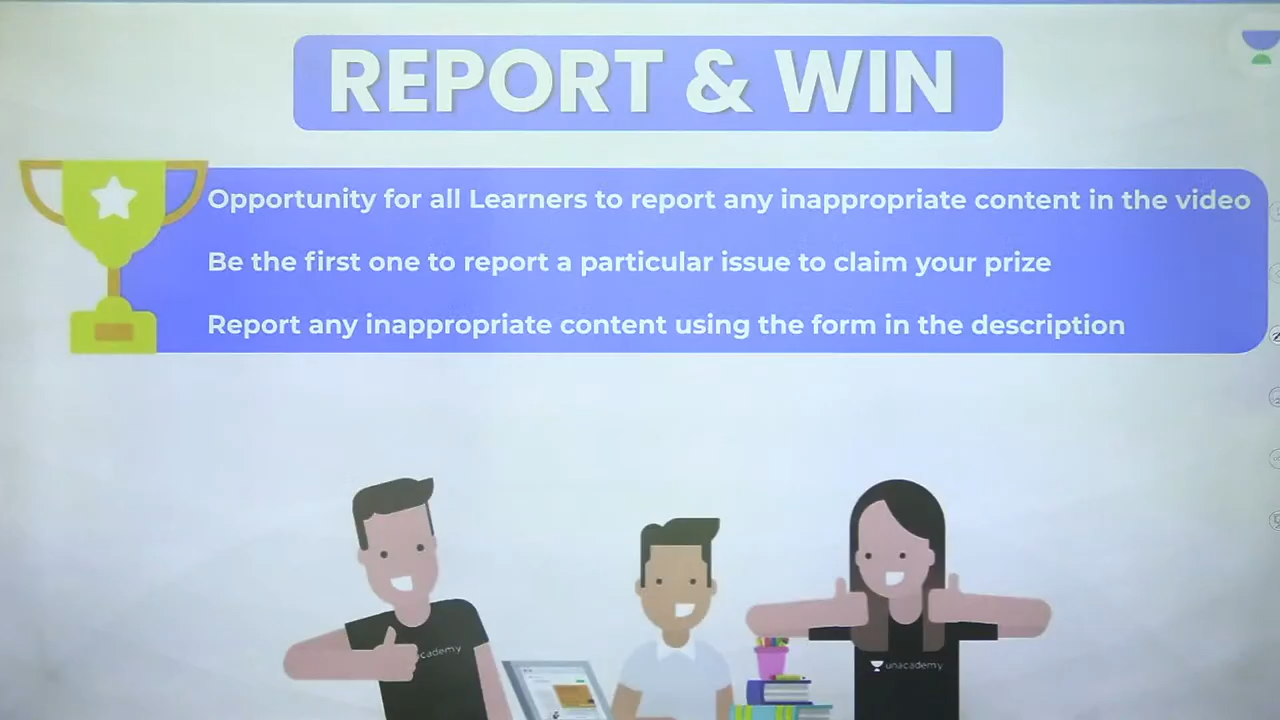 REPORT & WIN
Opportunity for all Learners to report any inappropriate content in the video
Be the first one to report a particular issue to claim your prize
Report any inappropriate content using the form in the description
cademy
unacademy